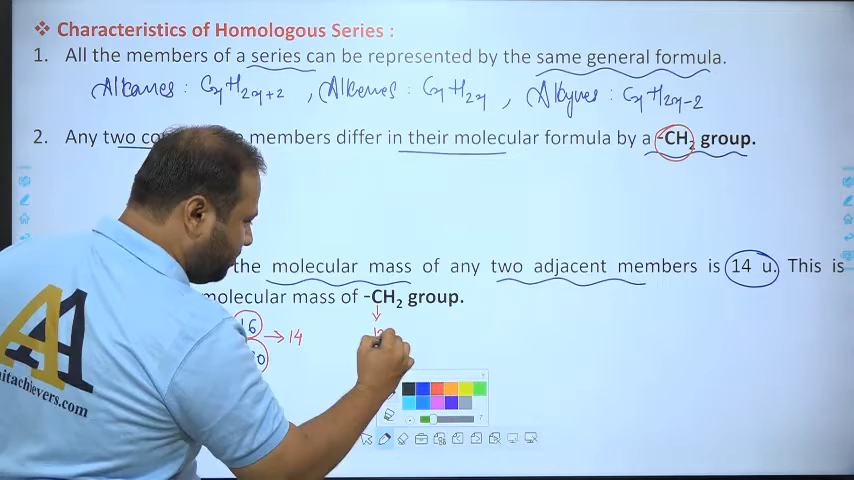 ❖ Characteristics of Homologous Series :
1. All the members of a series can be represented by the same general formula.
Alkanes : CnH2n+2 , Alkenes : CnH2n , Alkynes : CnH2n-2
2. Any two members differ in their molecular formula by a -CH2 group.
the molecular mass of any two adjacent members is 14 u. This is
molecular mass of -CH2 group.
16 → 14
AA